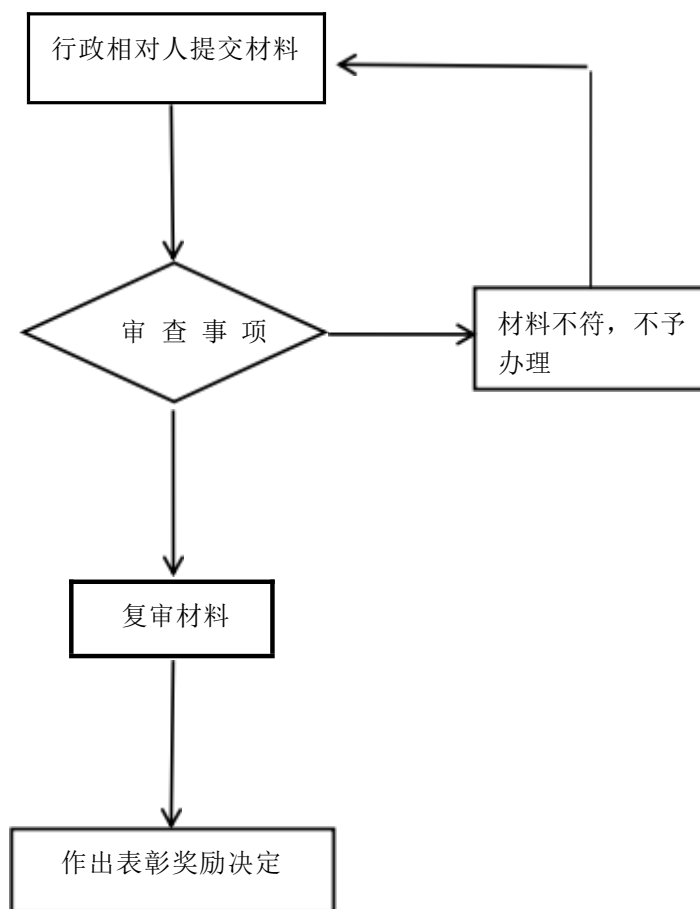 行政相对人提交材料
审查事项
材料不符，不予
办理
复审材料
作出表彰奖励决定